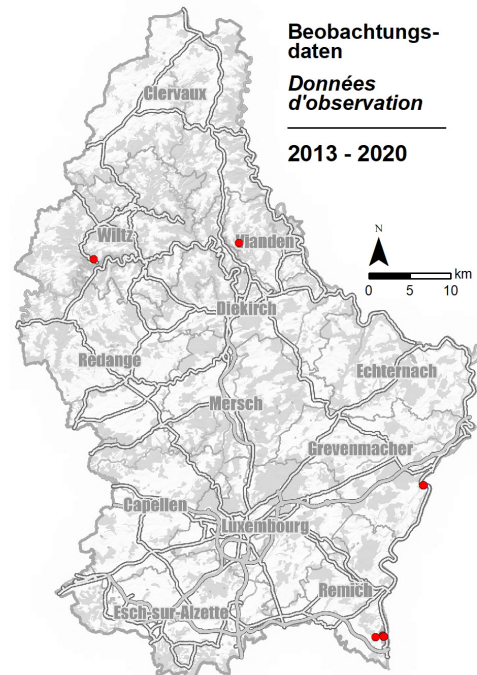 Beobachtungs-
daten
Données
d'observation
2013 - 2020
Clervaux
Wiltz
Vianden
N
km
0 5 10
Diekirch
Redange
Echternach
Mersch
Grevenmacher
Capellen
Luxembourg
Remich
Esch-sur-Alzette